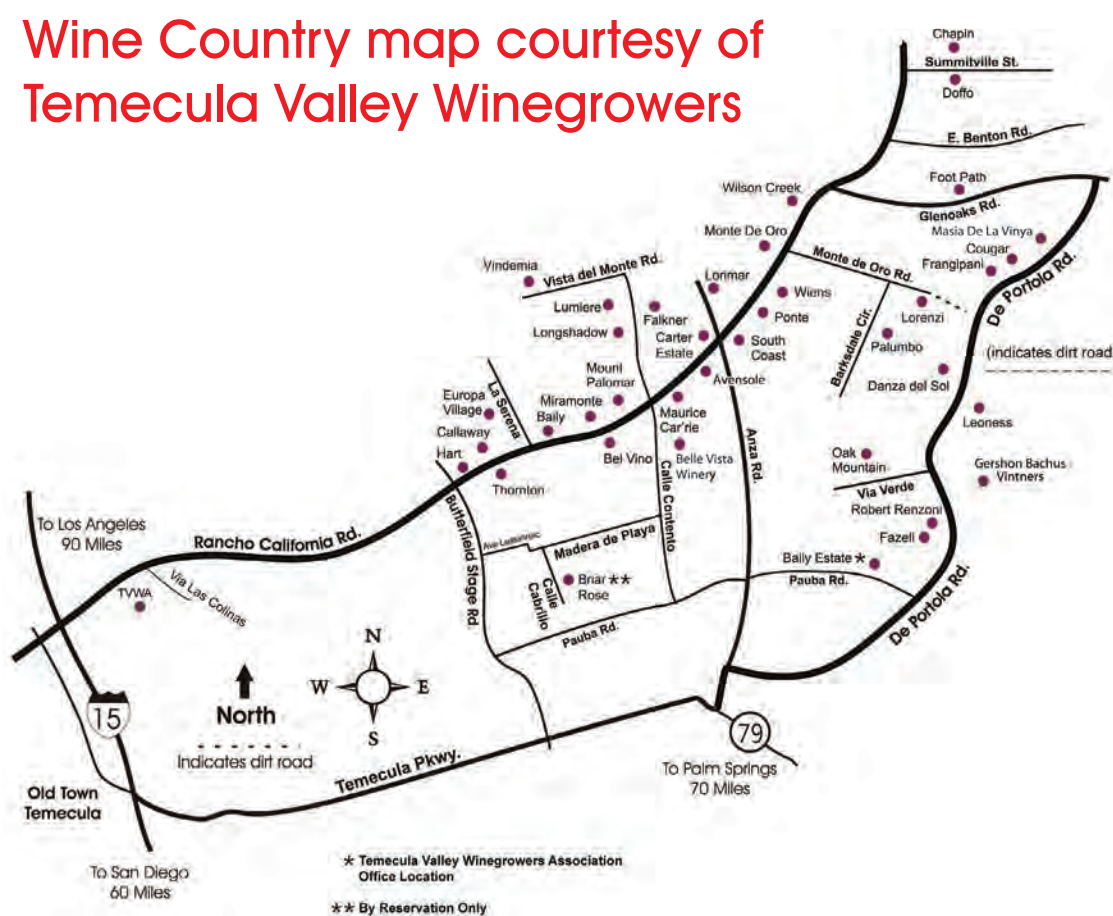 Wine Country map courtesy of
Temecula Valley Winegrowers
Chapin
Summitville St.
Doffo
E. Benton Rd.
Foot Path
Wilson Creek
Glenoaks Rd.
Masia De La Vinya
Cougar
Frangipani
Monte De Oro
Monte de Oro Rd.
De Portola Rd.
Vindemia
Vista del Monte Rd.
Lorimar
Wiens
Lumiere
Falkner
Ponte
Lorenzi
Longshadow
Carter
Estate
South
Coast
Barksdale Cir.
Palumbo
(indicates dirt road
Mount
Palomar
Avensole
Danza del Sol
La Serena
Europa
Village
Miramonte
Baily
Maurice
Car'rie
Leoness
Callaway
Hart
Bel Vino
Belle Vista
Winery
Anza Rd.
Oak
Mountain
Gershon Bachus
Vintners
Thornton
Calle Contento
Via Verde
Robert Renzoni
Fazeli
To Los Angeles
90 Miles
Rancho California Rd.
Butterfield Stage Rd.
Madera de Playa
Baily Estate *
Pauba Rd.
Via Las Colinas
TVWA
Calle
Cabrillo
Briar **
Rose
Pauba Rd.
De Portola Rd.
N
W
E
S
15
North
Indicates dirt road
79
Temecula Pkwy.
To Palm Springs
70 Miles
Old Town
Temecula
To San Diego
60 Miles
* Temecula Valley Winegrowers Association
Office Location
** By Reservation Only